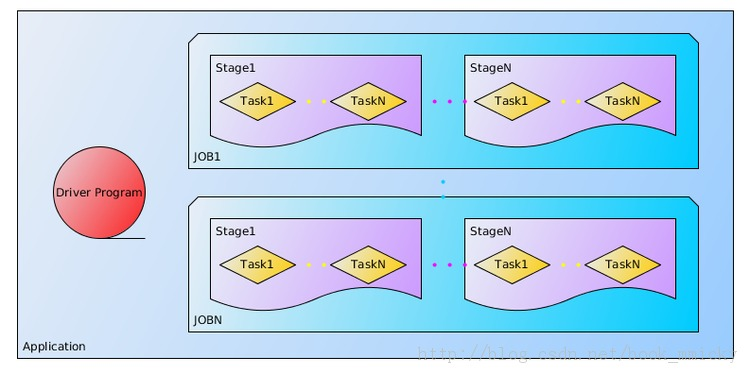 Stage1
StageN
Task1
TaskN
Task1
TaskN
JOB1
Driver Program
Stage1
StageN
Task1
TaskN
Task1
TaskN
JOBN
Application